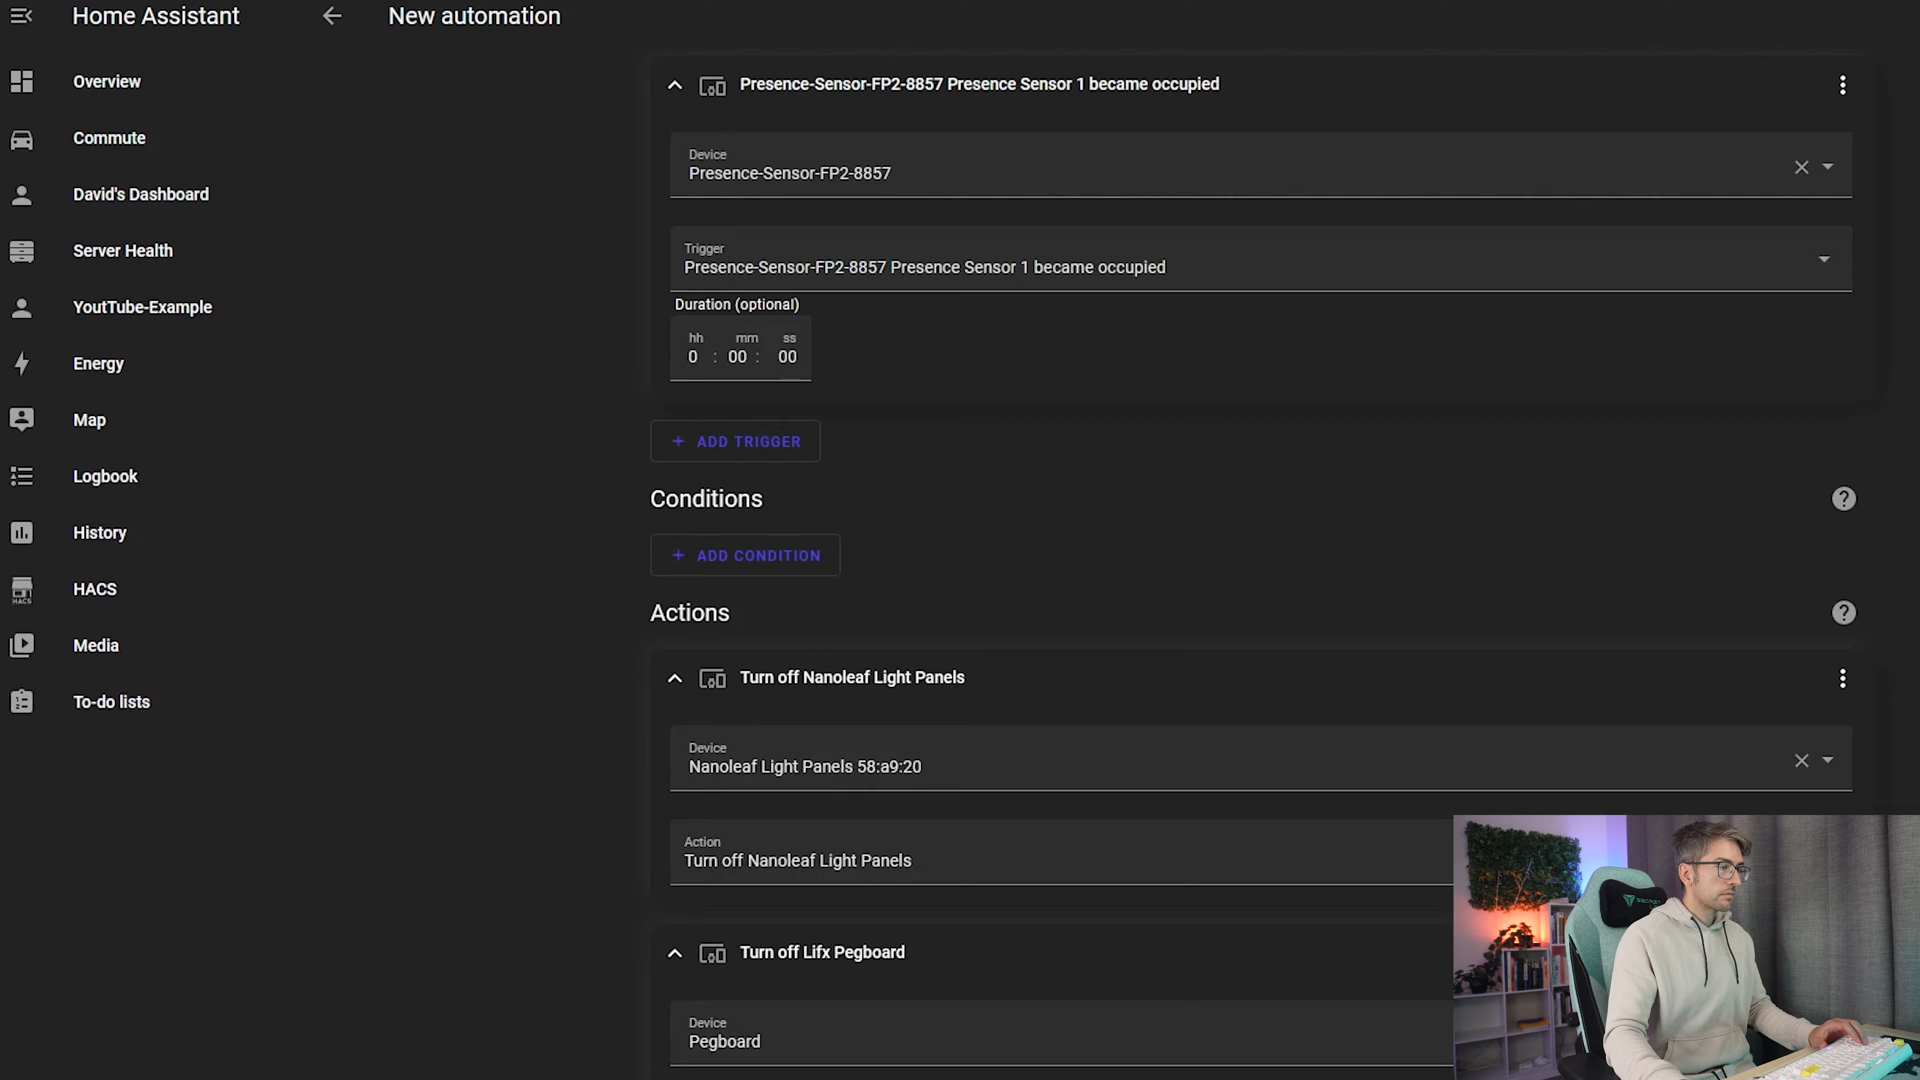 Home Assistant
New automation
Overview
Commute
David's Dashboard
Server Health
YoutTube-Example
Energy
Map
Logbook
History
HACS
HACS
Media
To-do lists
Presence-Sensor-FP2-8857 Presence Sensor 1 became occupied
Device
Presence-Sensor-FP2-8857
Trigger
Presence-Sensor-FP2-8857 Presence Sensor 1 became occupied
Duration (optional)
hh mm ss
0 : 00 : 00
+ ADD TRIGGER
Conditions
+ ADD CONDITION
Actions
Turn off Nanoleaf Light Panels
Device
Nanoleaf Light Panels 58:a9:20
Action
Turn off Nanoleaf Light Panels
Turn off Lifx Pegboard
Device
Pegboard